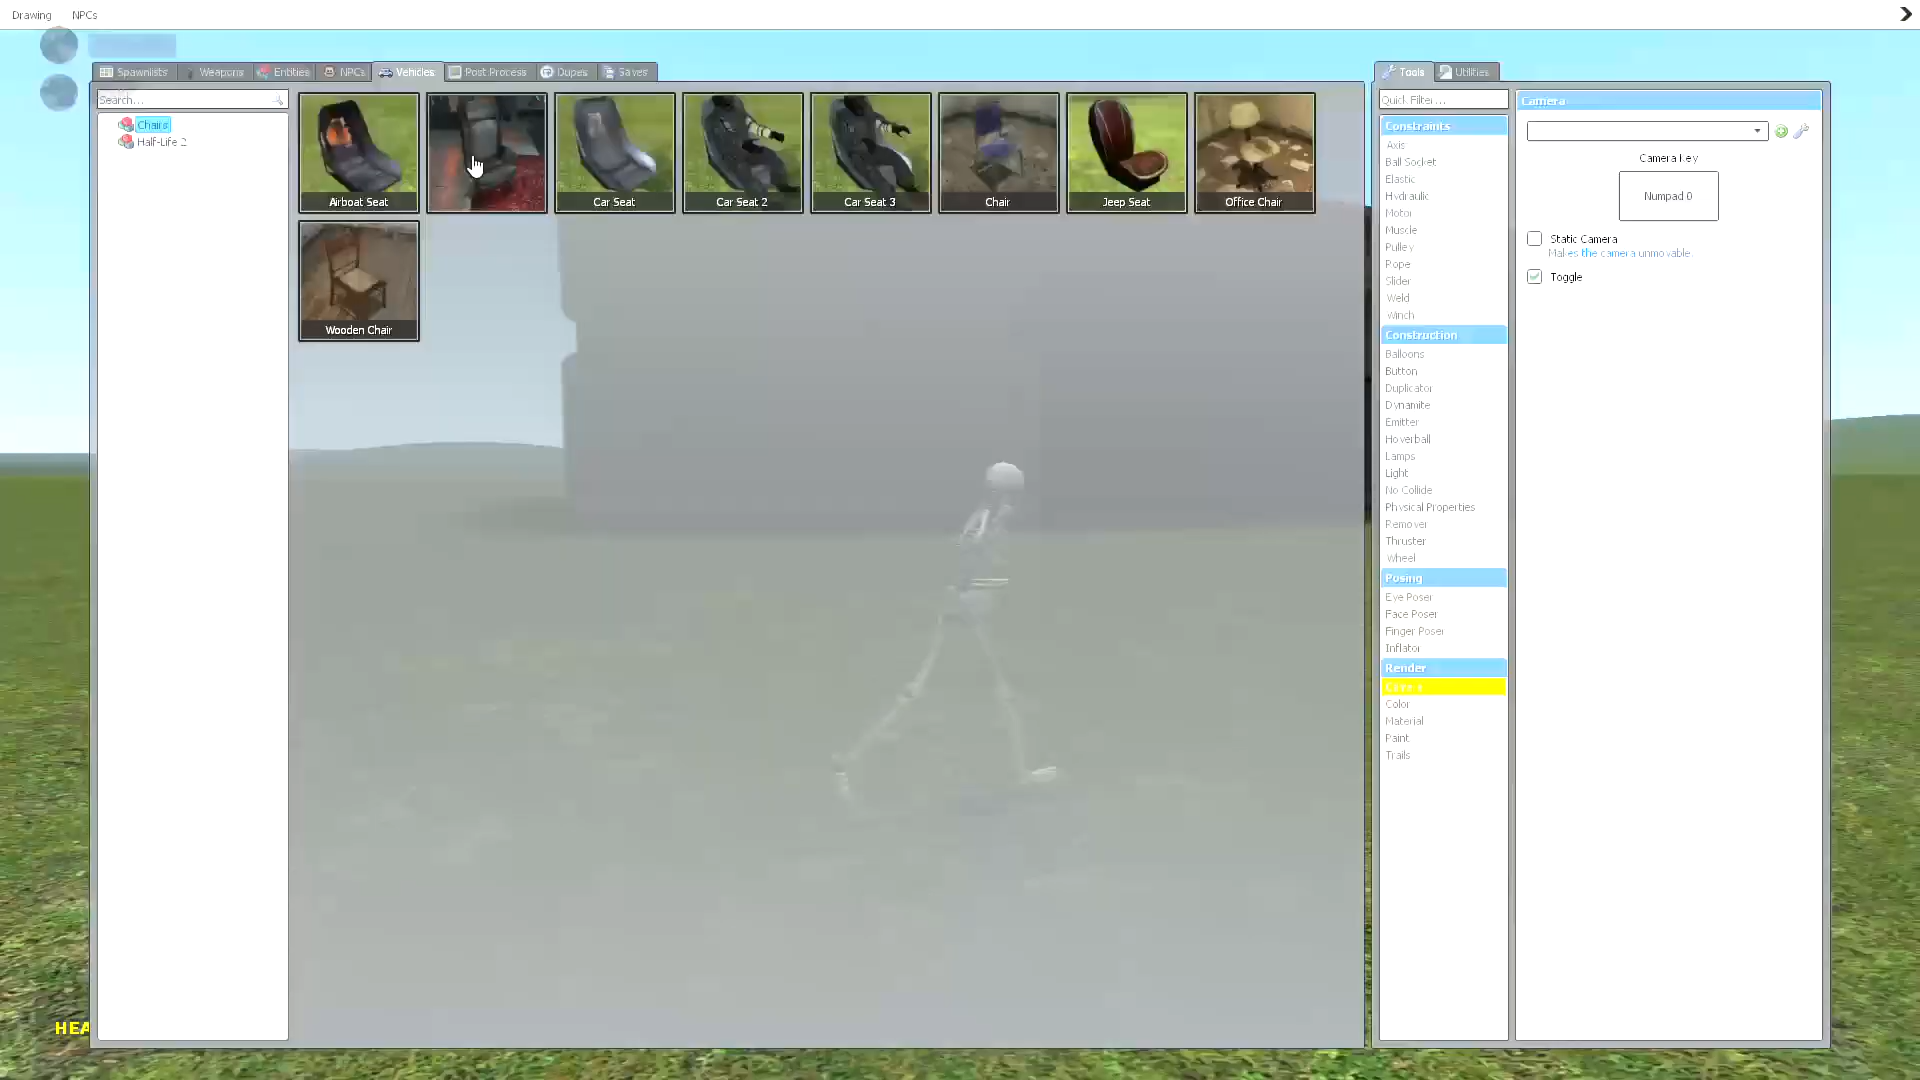 Drawing NPCs
Spawnlists Weapons Entities NPCs Vehicles Post Process Dupes Saves
Search...
Chairs
Half-Life 2
Airboat Seat
Car Seat
Car Seat 2
Car Seat 3
Chair
Jeep Seat
Office Chair
Wooden Chair
Tools Utilities
Quick Filter...
Constraints
Axis
Ball Socket
Elastic
Hydraulic
Motor
Muscle
Pulley
Rope
Slider
Weld
Winch
Construction
Balloons
Button
Duplicator
Dynamite
Emitter
Hoverball
Lamps
Light
No Collide
Physical Properties
Remover
Thruster
Wheel
Posing
Eye Poser
Face Poser
Finger Poser
Inflator
Render
Camera
Color
Material
Paint
Trails
Camera
Camera Key
Numpad 0
Static Camera
Makes the camera unmovable.
Toggle
HEA